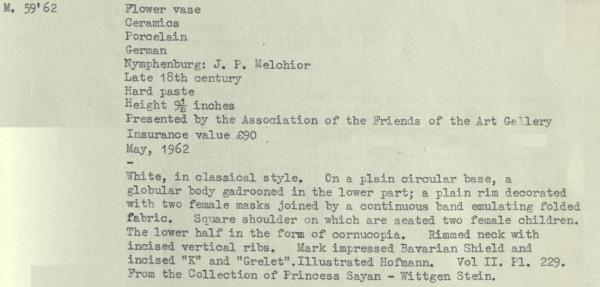 M. 59'62
Flower vase
Ceramics
Porcelain
German
Nymphenburg: J. P. Melchior
Late 18th century
Hard paste
Height 9⅛ inches
Presented by the Association of the Friends of the Art Gallery
Insurance value £90
May, 1962
-
White, in classical style. On a plain circular base, a
globular body gadrooned in the lower part; a plain rim decorated
with two female masks joined by a continuous band emulating folded
fabric. Square shoulder on which are seated two female children.
The lower half in the form of cornucopia. Rimmed neck with
incised vertical ribs. Mark impressed Bavarian Shield and
incised "K" and "Grelet".Illustrated Hofmann. Vol II. Pl. 229.
From the Collection of Princess Sayan - Wittgen Stein.